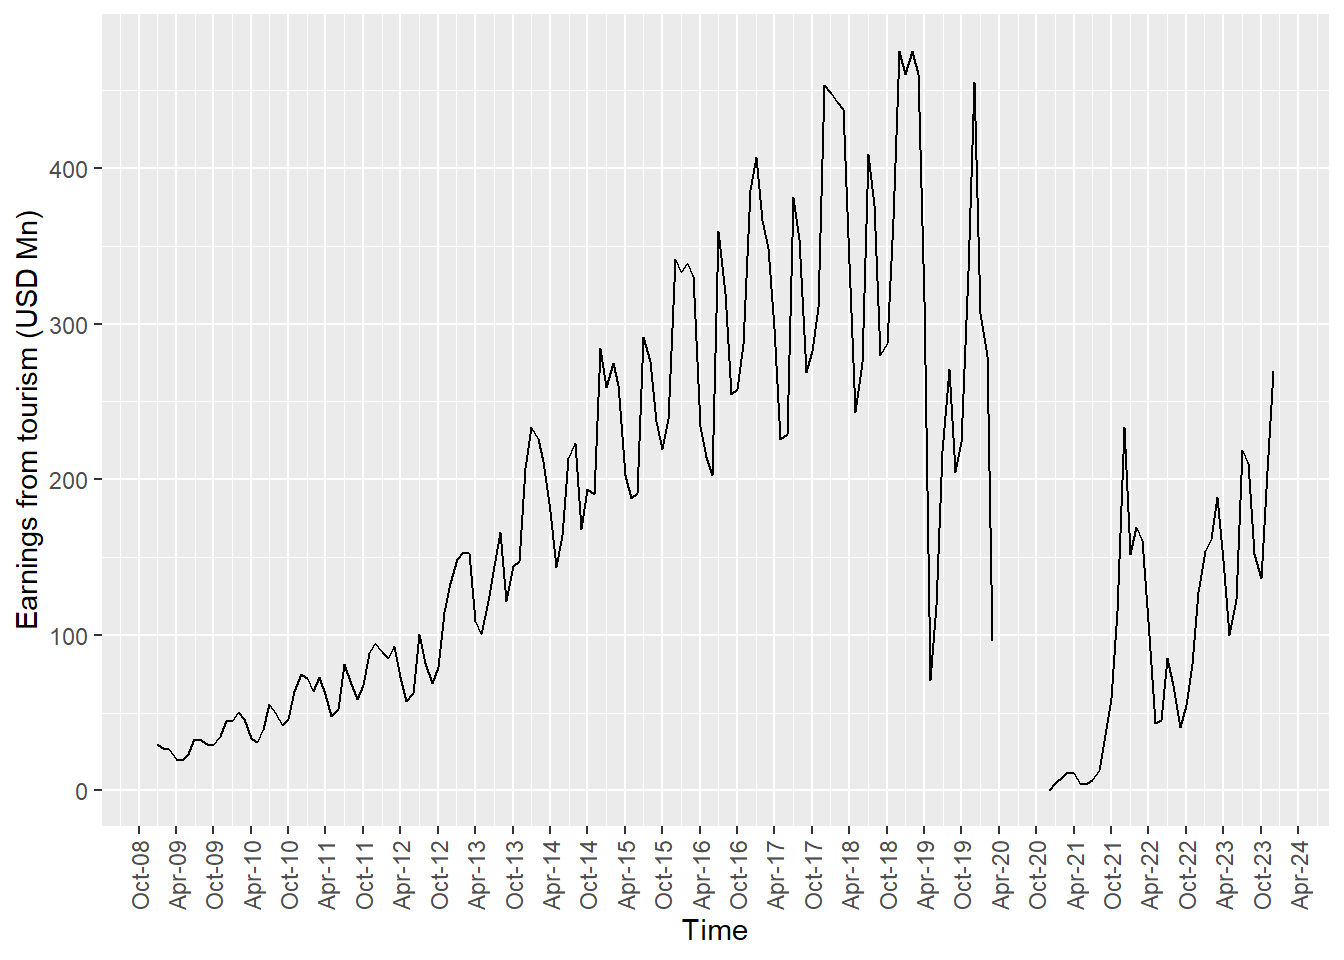 Earnings from tourism (USD Mn)
400
300
200
100
0
Oct-08
Apr-09
Oct-09
Apr-10
Oct-10
Apr-11
Oct-11
Apr-12
Oct-12
Apr-13
Oct-13
Apr-14
Oct-14
Apr-15
Oct-15
Apr-16
Oct-16
Apr-17
Oct-17
Apr-18
Oct-18
Apr-19
Oct-19
Apr-20
Oct-20
Apr-21
Oct-21
Apr-22
Oct-22
Apr-23
Oct-23
Apr-24
Time